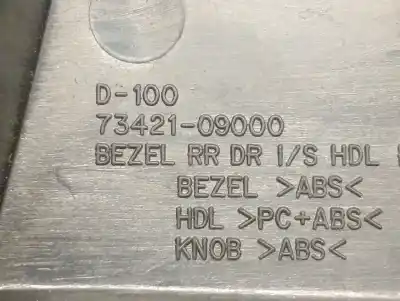 D-100
73421-09000
BEZEL RR DR I/S HDL
BEZEL >ABS<
HDL >PC+ABS<
KNOB >ABS<